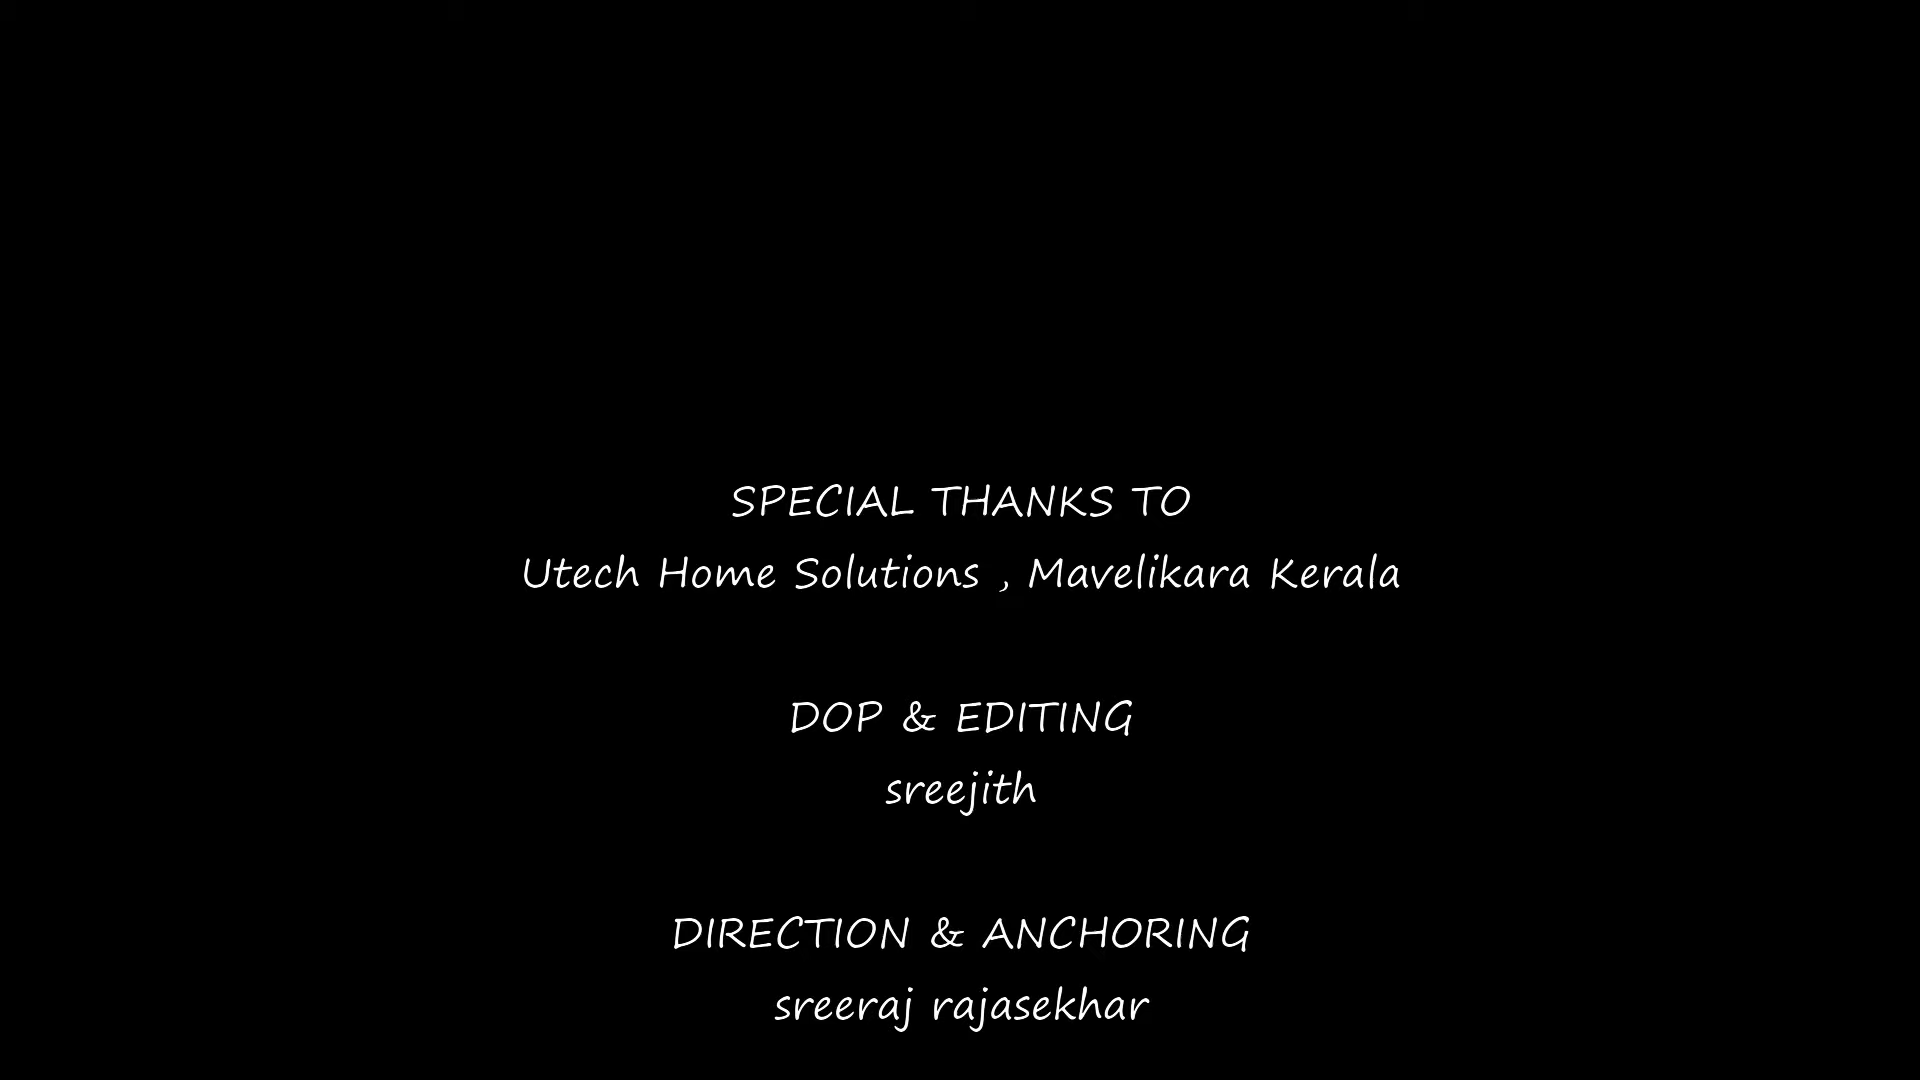 SPECIAL THANKS TO
Utech Home Solutions , Mavelikara Kerala
DOP & EDITING
sreejith
DIRECTION & ANCHORING
sreeraj rajasekhar